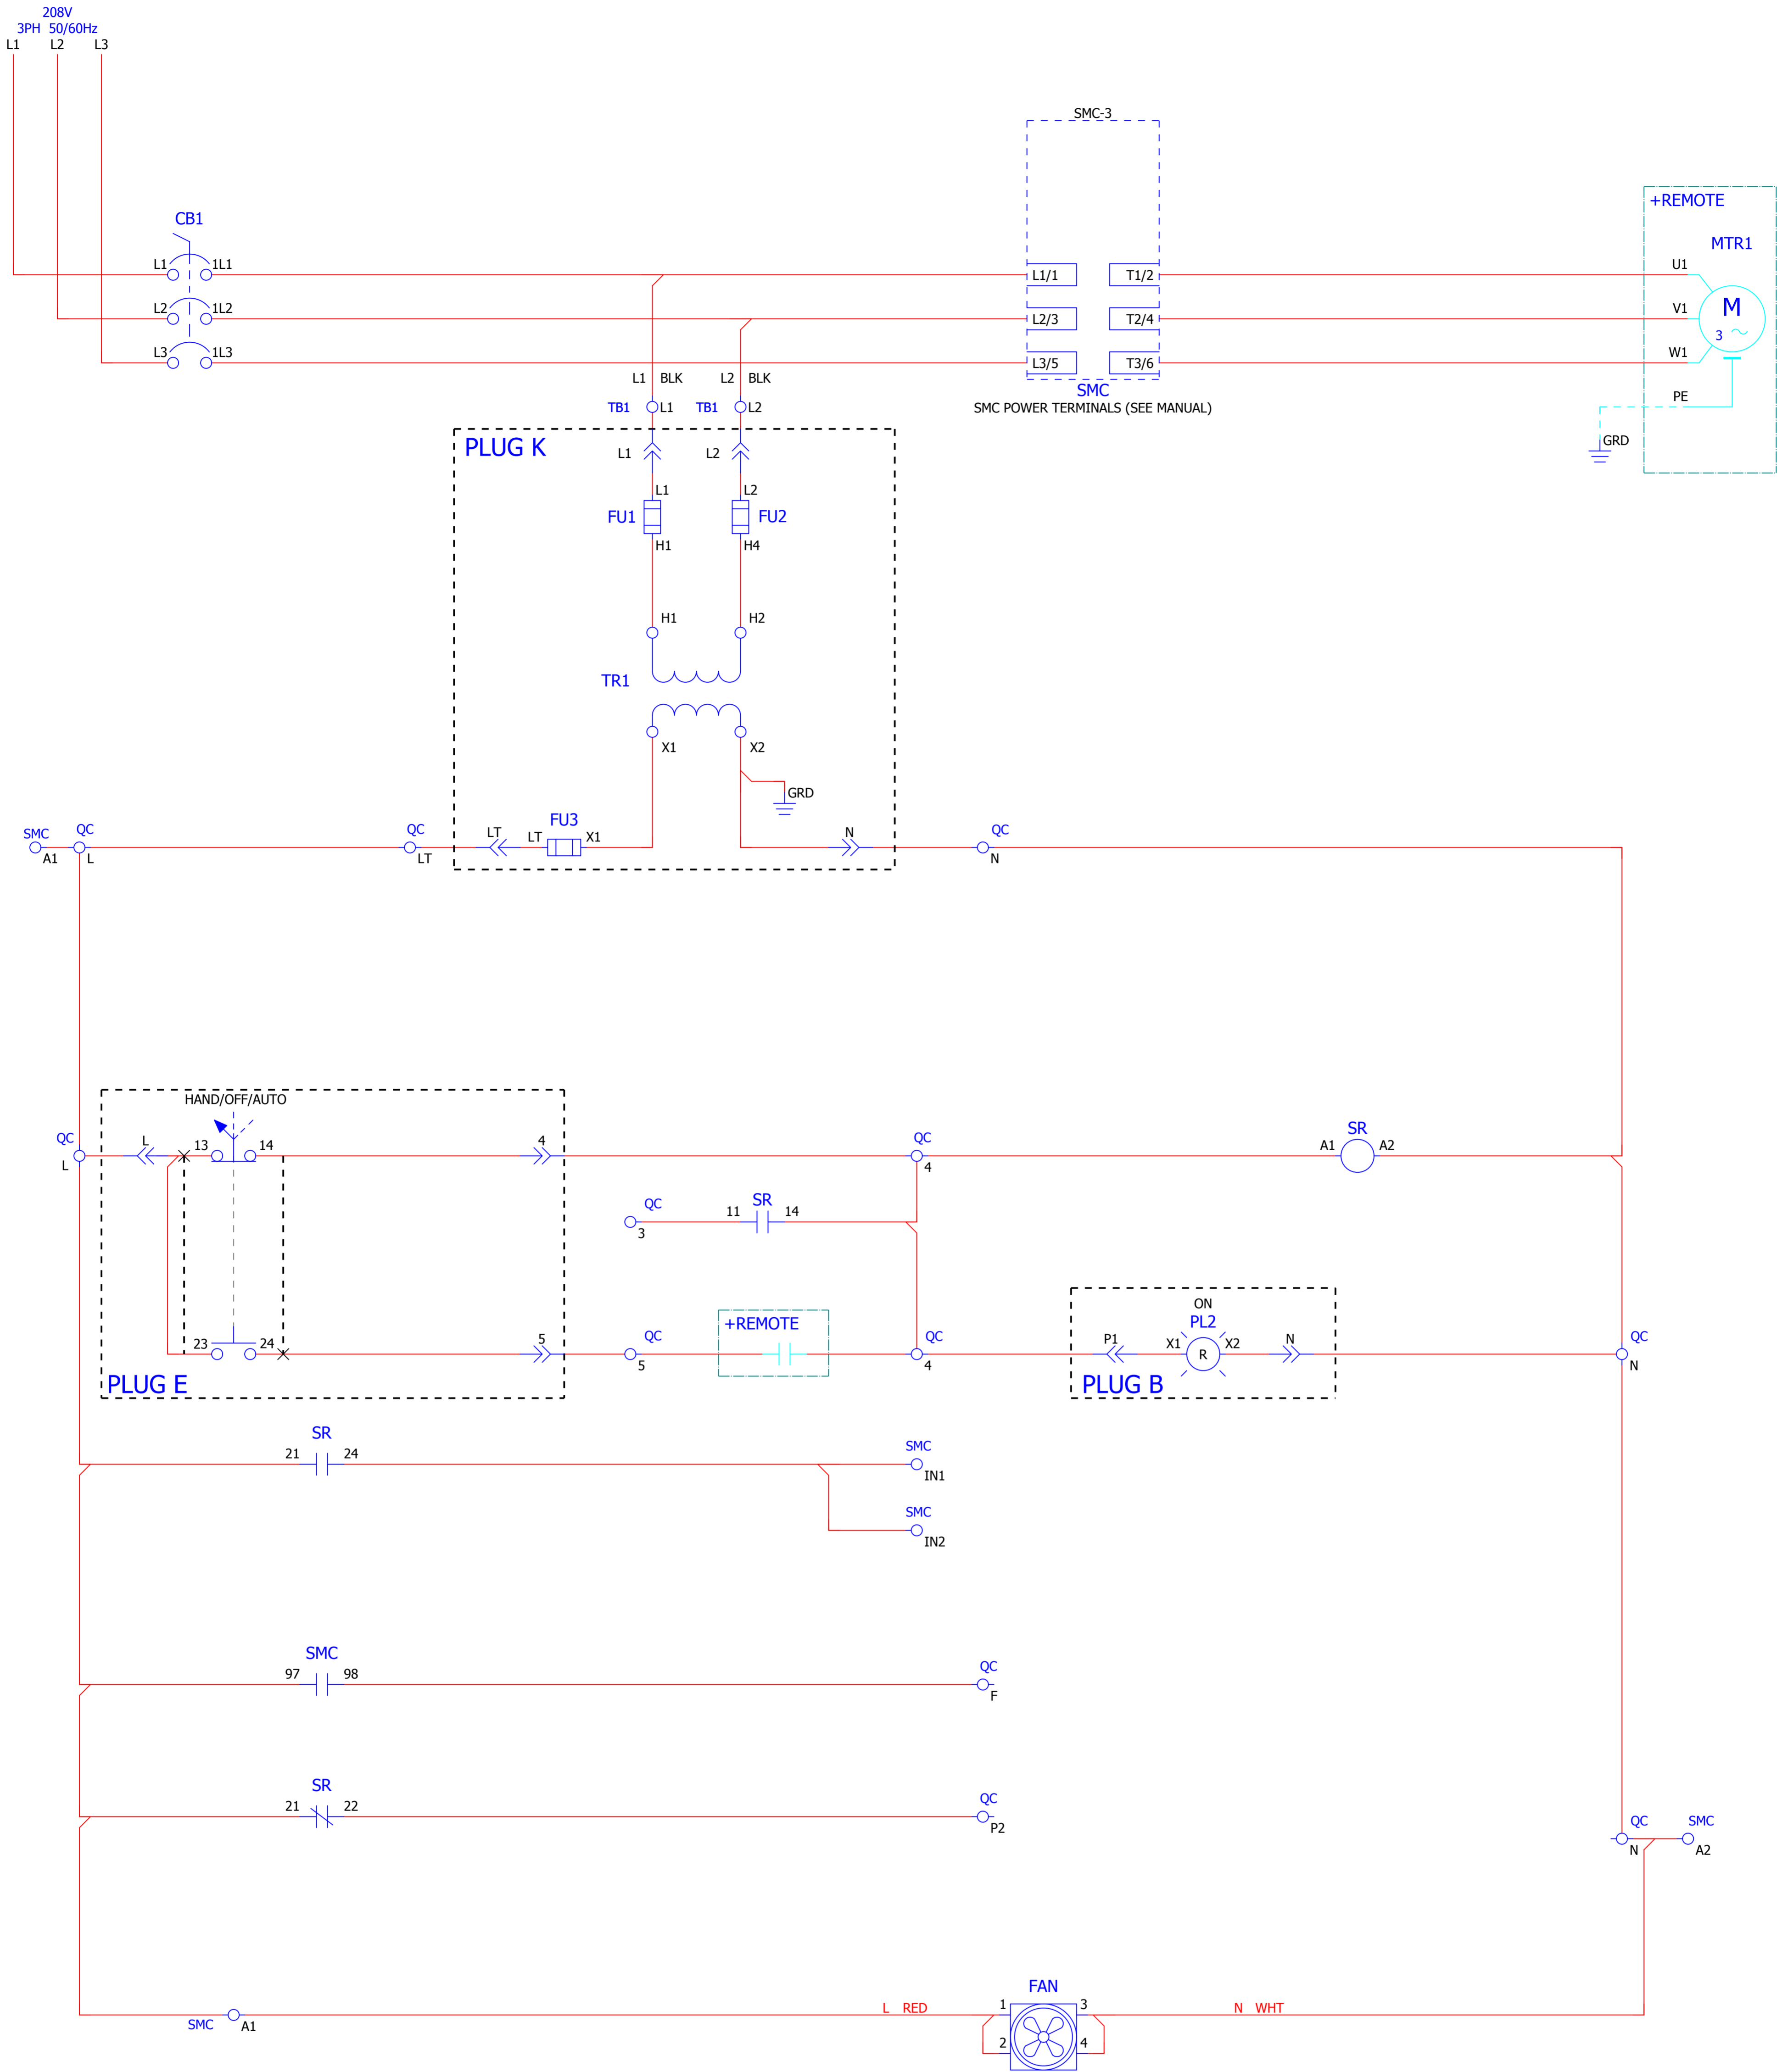 208V
3PH 50/60Hz
L1 L2 L3
SMC-3
+REMOTE
CB1
MTR1
L1 1L1 L1/1 T1/2 U1
L2 1L2 L2/3 T2/4 V1 M
3
L3 1L3 L3/5 T3/6 W1
L1 BLK L2 BLK
SMC
PE
TB1 L1 TB1 L2
SMC POWER TERMINALS (SEE MANUAL)
GRD
PLUG K
L1 L2
L1 L2
FU1 FU2
H1 H4
H1 H2
TR1
X1 X2
GRD
FU3
SMC QC QC LT LT X1 N QC
A1 L LT N
HAND/OFF/AUTO
QC L 13 14 4 QC SR
A1 A2
L 4
QC SR
11 14
3
ON
+REMOTE
PL2
23 24 5 QC QC P1 X1 R X2 N QC
5 4 N
PLUG E PLUG B
SR
21 24 SMC
IN1
SMC
IN2
SMC
97 98 QC
F
SR
21 22 QC
P2
QC SMC
N A2
FAN
L RED 1 3 N WHT
SMC A1
2 4